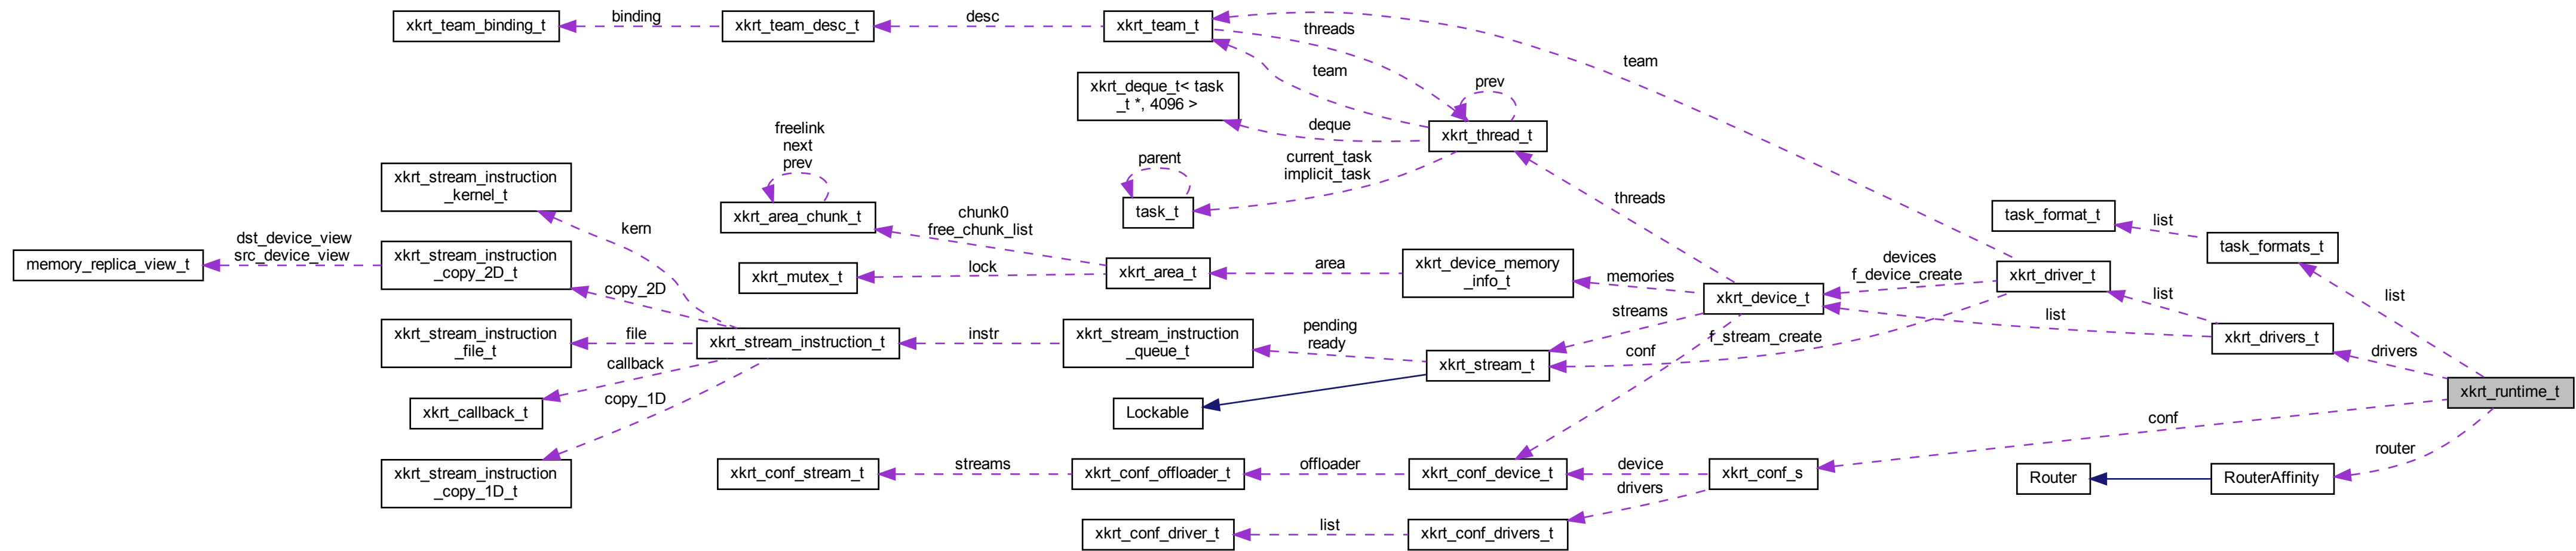 xkrt_team_binding_t
binding
xkrt_team_desc_t
desc
xkrt_team_t
threads
team
team
xkrt_deque_t< task
_t *, 4096 >
prev
deque
xkrt_thread_t
freelink
next
prev
xkrt_area_chunk_t
parent
task_t
current_task
implicit_task
threads
xkrt_stream_instruction
_kernel_t
kern
chunk0
free_chunk_list
task_format_t
list
task_formats_t
memory_replica_view_t
dst_device_view
src_device_view
xkrt_stream_instruction
_copy_2D_t
copy_2D
xkrt_mutex_t
lock
xkrt_area_t
area
xkrt_device_memory
_info_t
memories
xkrt_device_t
devices
f_device_create
xkrt_driver_t
list
list
list
xkrt_stream_instruction
_file_t
file
xkrt_stream_instruction_t
instr
xkrt_stream_instruction
_queue_t
pending
ready
streams
conf
f_stream_create
xkrt_stream_t
xkrt_drivers_t
drivers
xkrt_runtime_t
callback
xkrt_callback_t
copy_1D
Lockable
conf
router
xkrt_stream_instruction
_copy_1D_t
xkrt_conf_stream_t
streams
xkrt_conf_offloader_t
offloader
xkrt_conf_device_t
device
drivers
xkrt_conf_s
Router
RouterAffinity
xkrt_conf_driver_t
list
xkrt_conf_drivers_t